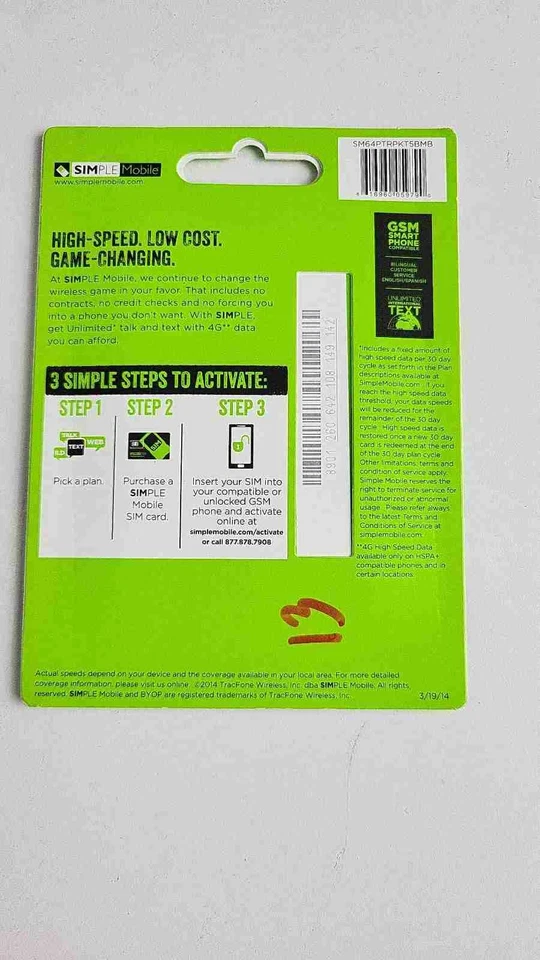 SIMPLE Mobile
www.simplemobile.com
SM64PTRPKT5BMB
HIGH-SPEED. LOW COST.
GAME-CHANGING.
At SIMPLE Mobile, we continue to change the
wireless game in your favor. That includes no
contracts, no credit checks and no forcing you
into a phone you don't want. With SIMPLE,
get Unlimited* talk and text with 4G** data
you can afford.
3 SIMPLE STEPS TO ACTIVATE:
STEP 1
TALK
TEXT
WEB
ILD
Pick a plan.
STEP 2
SIM
Purchase a
SIMPLE
Mobile
SIM card.
STEP 3
Insert your SIM into
your compatible or
unlocked GSM
phone and activate
online at
simplemobile.com/activate
or call 877.878.7908
GSM
SMART
PHONE
COMPATIBLE
BILINGUAL
CUSTOMER
SERVICE
ENGLISH/SPANISH
UNLIMITED
INTERNATIONAL
TEXT
*Includes a fixed amount of
high speed data per 30 day
cycle as set forth in the Plan
descriptions available at
SimpleMobile.com. If you
reach the high speed data
threshold, your data speeds
will be reduced for the
remainder of the 30 day
cycle. High speed data is
restored once a new 30 day
card is redeemed at the end
of the 30 day plan cycle.
Other limitations, terms and
condition of service apply.
Simple Mobile reserves the
right to terminate service for
unauthorized or abnormal
usage. Please refer always
to the latest Terms and
Conditions of Service at
simplemobile.com
**4G High Speed Data
available only on HSPA+
compatible phones and in
certain locations.
13
Actual speeds depend on your device and the coverage available in your local area. For more detailed
coverage information, please visit us online. ©2014 TracFone Wireless, Inc. dba SIMPLE Mobile. All rights
reserved. SIMPLE Mobile and BYOP are registered trademarks of TracFone Wireless, Inc.
3/19/14